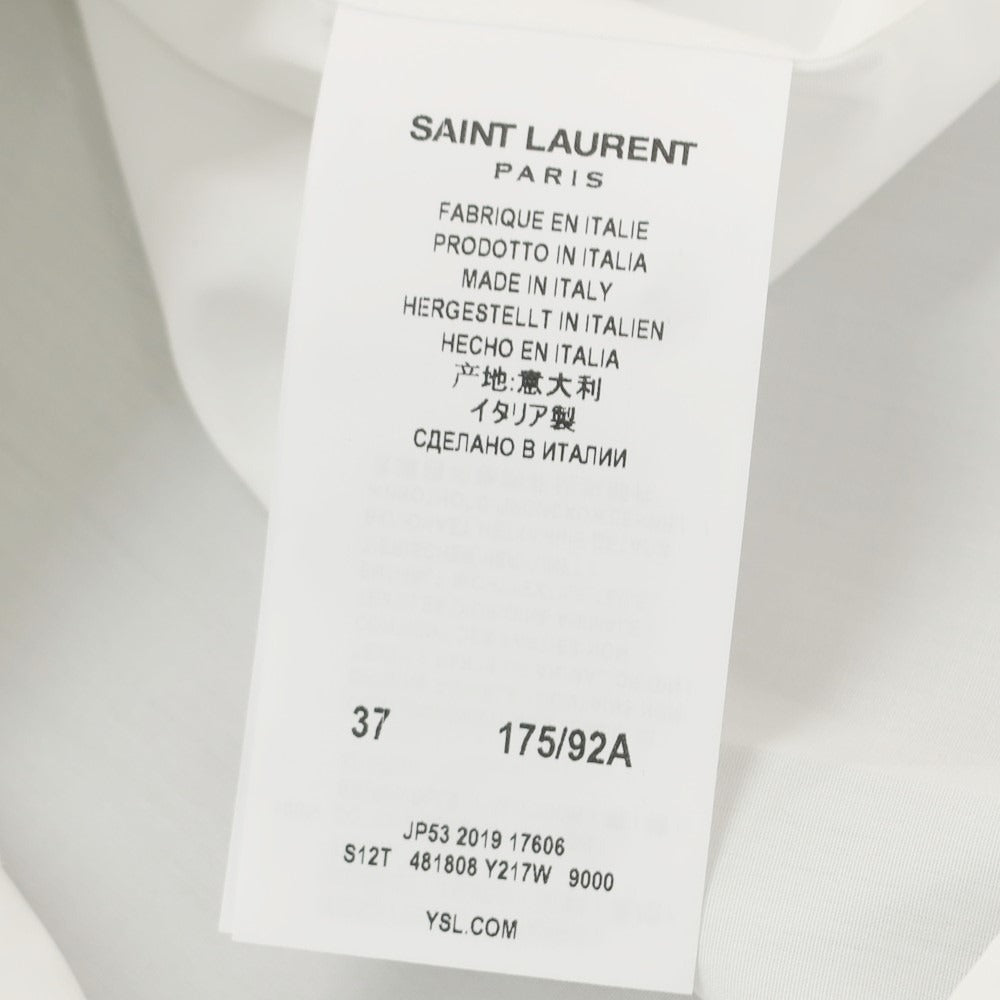 SAINT LAURENT
PARIS
FABRIQUE EN ITALIE
PRODOTTO IN ITALIA
MADE IN ITALY
HERGESTELLT IN ITALIEN
HECHO EN ITALIA
产地:意大利
イタリア製
СДЕЛАНО В ИТАЛИИ
37 175/92A
JP53 2019 17606
S12T 481808 Y217W 9000
YSL.COM